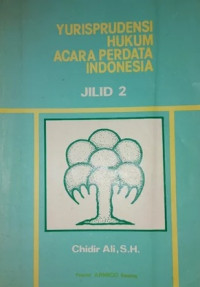 YURISPRUDENSI
HUKUM
ACARA PERDATA
INDONESIA
JILID 2
Chidir Ali, S.H.